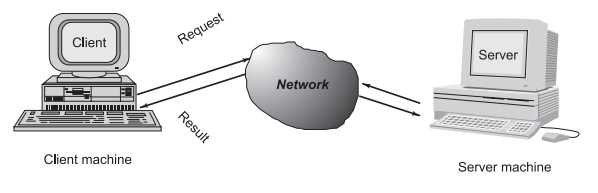 Client
Request
Network
Server
Result
Client machine
Server machine